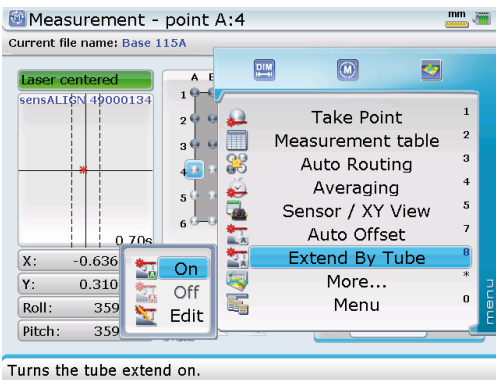 Measurement - point A:4
mm
Current file name: Base 115A
DIM
M
Laser centered
A
sensALIGN 49000134
1
2
3
4
5
6
0.70s
X: -0.636
Y: 0.310
Roll: 359
Pitch: 359
Take Point 1
Measurement table 2
Auto Routing 3
Averaging 4
Sensor / XY View 5
Auto Offset 7
Extend By Tube 8
More... *
Menu 0
menu
On
Off
Edit
Turns the tube extend on.